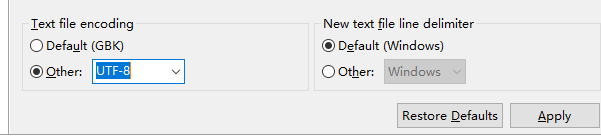 Text file encoding
New text file line delimiter
Default (GBK)
Default (Windows)
Other: UTF-8
Other: Windows
Restore Defaults
Apply